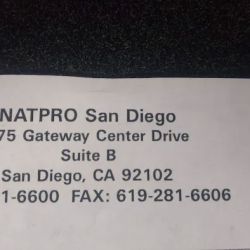 NATPRO San Diego
75 Gateway Center Drive
Suite B
San Diego, CA 92102
1-6600 FAX: 619-281-6606